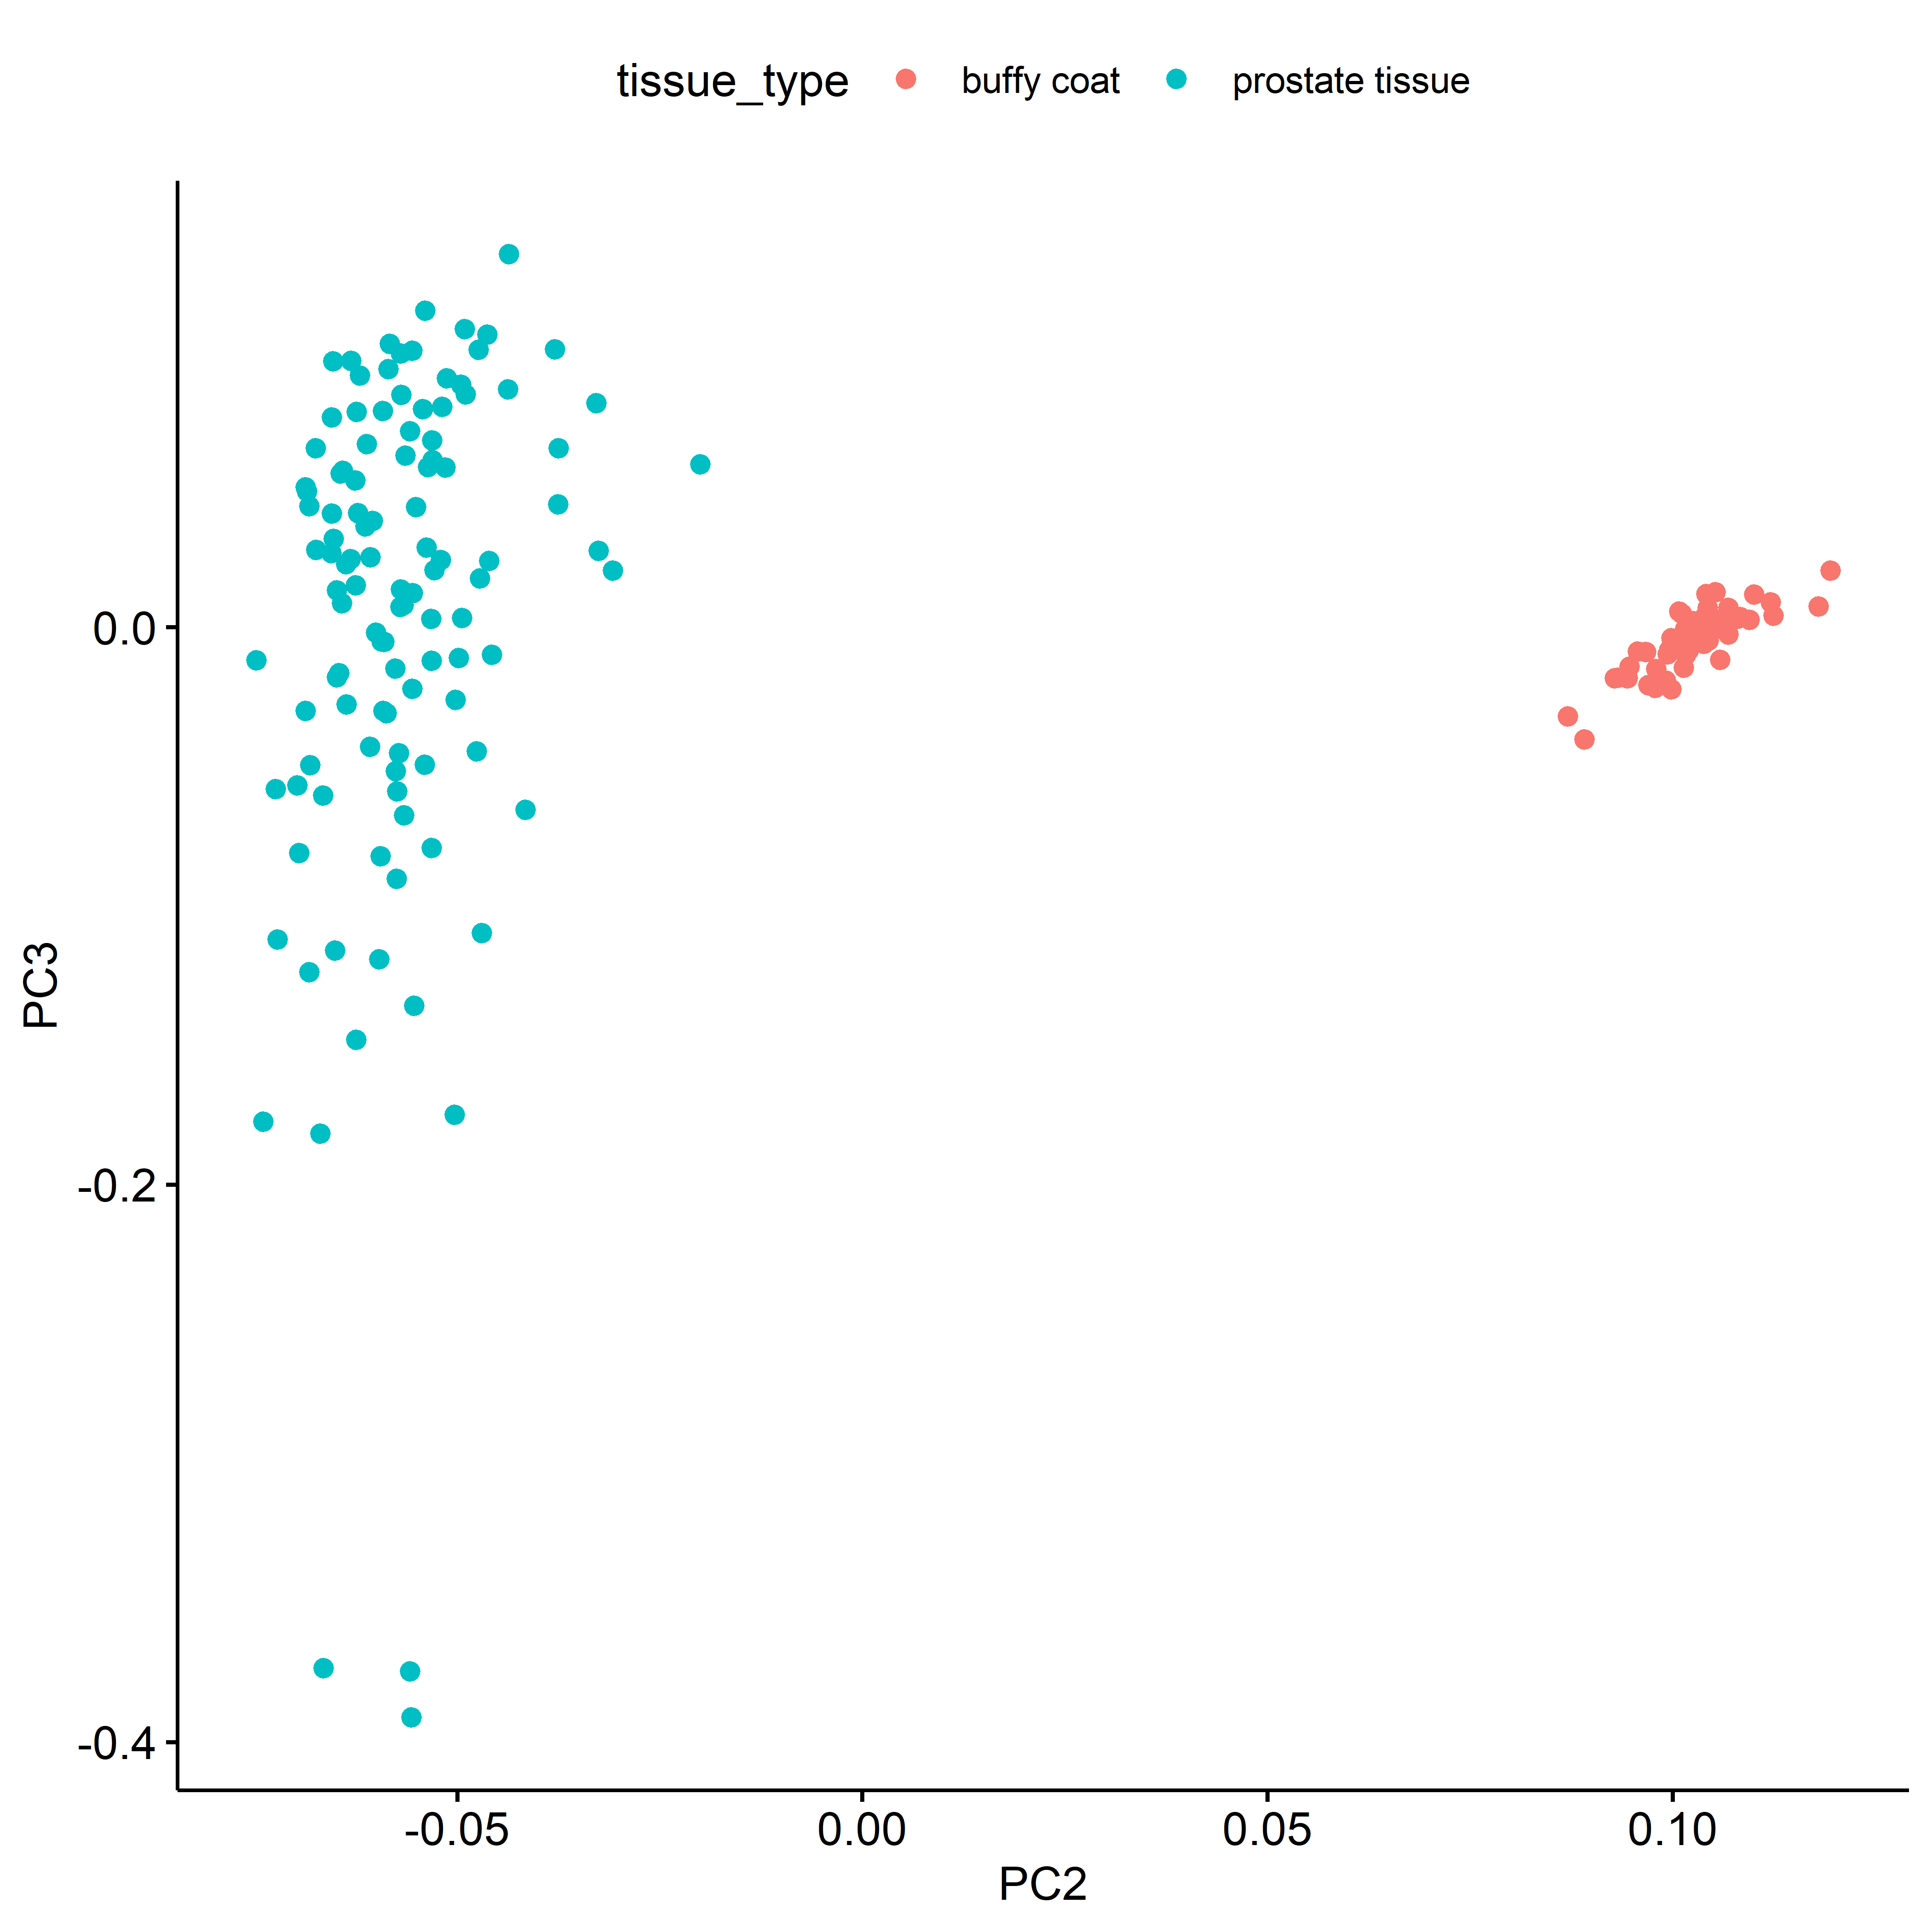 tissue_type buffy coat prostate tissue
0.0
-0.2
-0.4
PC3
-0.05 0.00 0.05 0.10
PC2